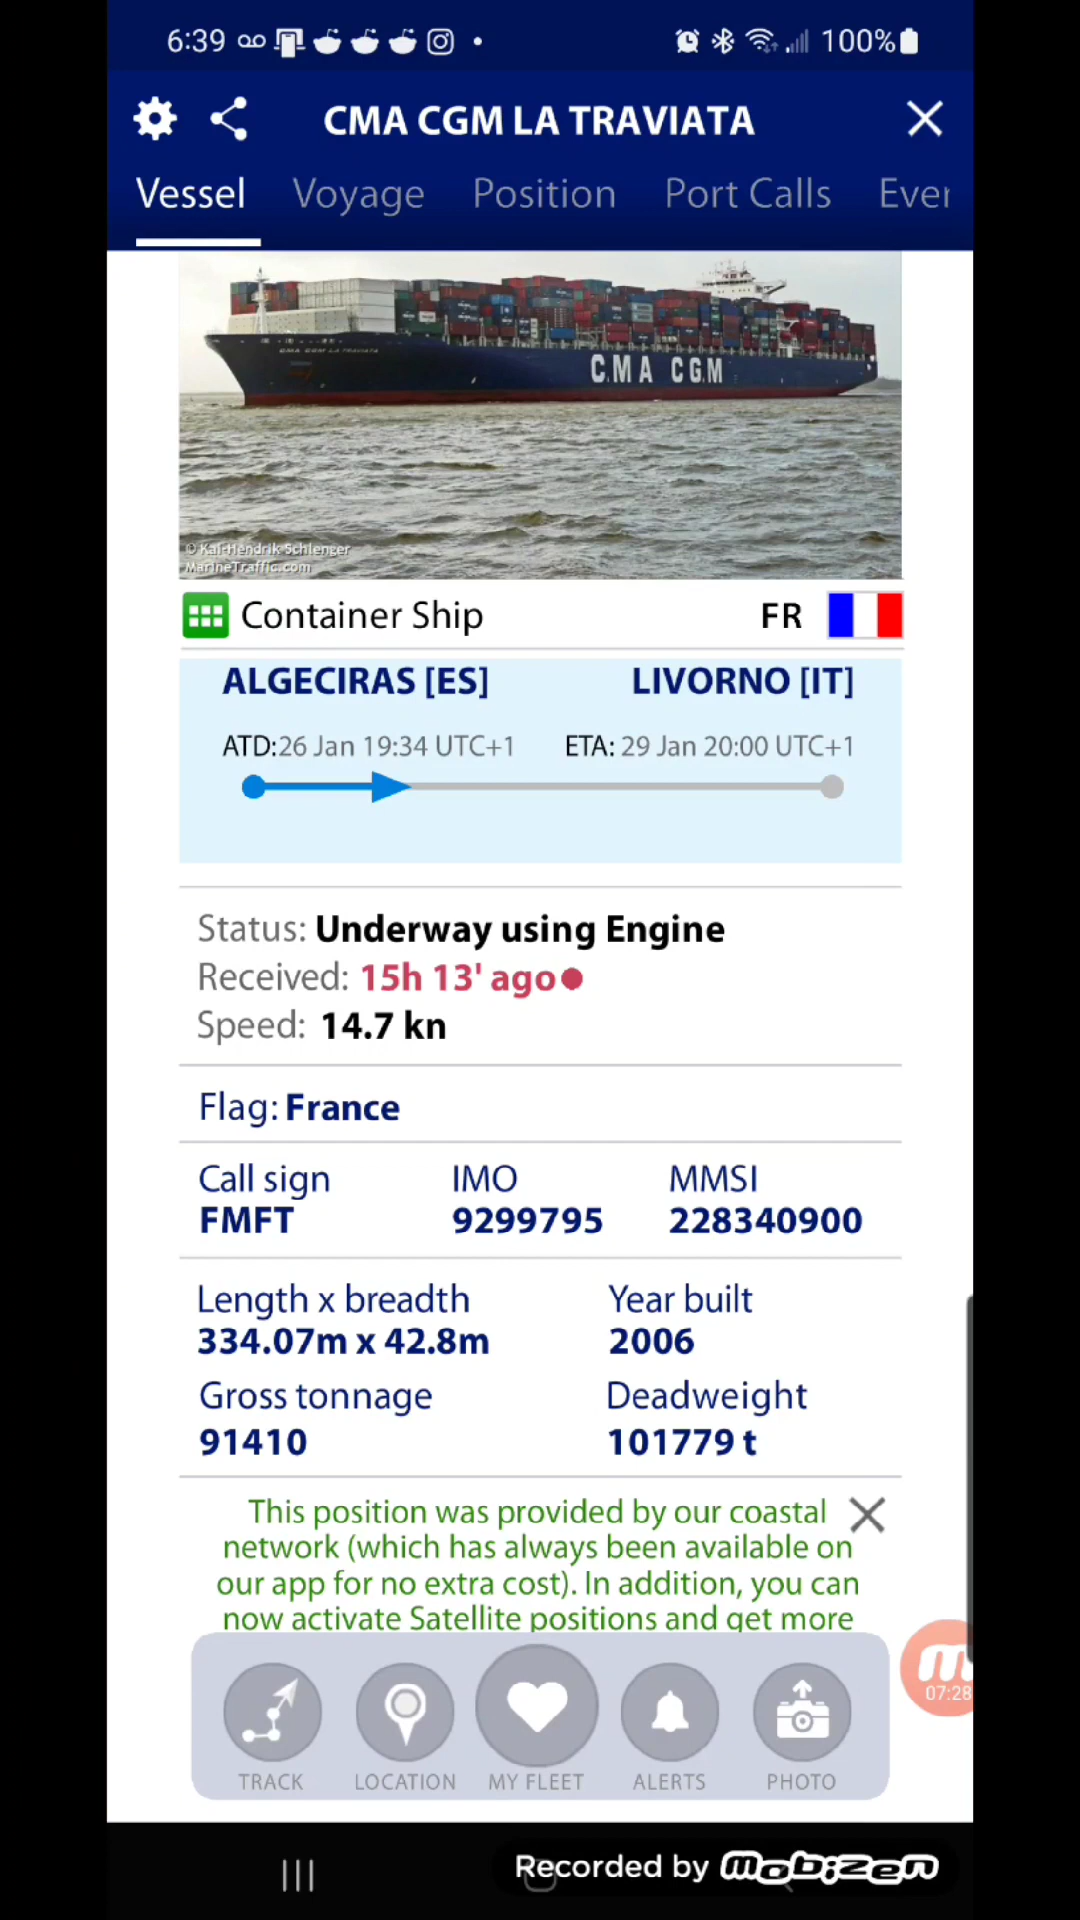 6:39
100%
CMA CGM LA TRAVIATA
Vessel Voyage Position Port Calls Ever
CMA CGM LA TRAVIATA
CMA CGM
© Kai-Hendrik Schlenger
MarineTraffic.com
Container Ship FR
ALGECIRAS [ES] LIVORNO [IT]
ATD: 26 Jan 19:34 UTC+1 ETA: 29 Jan 20:00 UTC+1
Status: Underway using Engine
Received: 15h 13' ago
Speed: 14.7 kn
Flag: France
Call sign IMO MMSI
FMFT 9299795 228340900
Length x breadth Year built
334.07m x 42.8m 2006
Gross tonnage Deadweight
91410 101779 t
This position was provided by our coastal
network (which has always been available on
our app for no extra cost). In addition, you can
now activate Satellite positions and get more
m
07:28
TRACK LOCATION MY FLEET ALERTS PHOTO
Recorded by mobizen